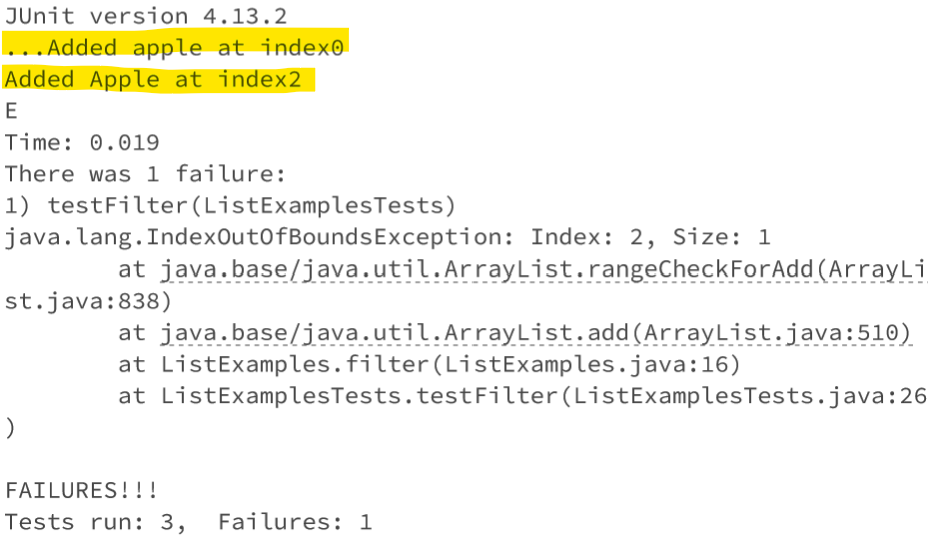 JUnit version 4.13.2
...Added apple at index0
Added Apple at index2
E
Time: 0.019
There was 1 failure:
1) testFilter(ListExamplesTests)
java.lang.IndexOutOfBoundsException: Index: 2, Size: 1
        at java.base/java.util.ArrayList.rangeCheckForAdd(ArrayLi
st.java:838)
        at java.base/java.util.ArrayList.add(ArrayList.java:510)
        at ListExamples.filter(ListExamples.java:16)
        at ListExamplesTests.testFilter(ListExamplesTests.java:26
)
FAILURES!!!
Tests run: 3,  Failures: 1